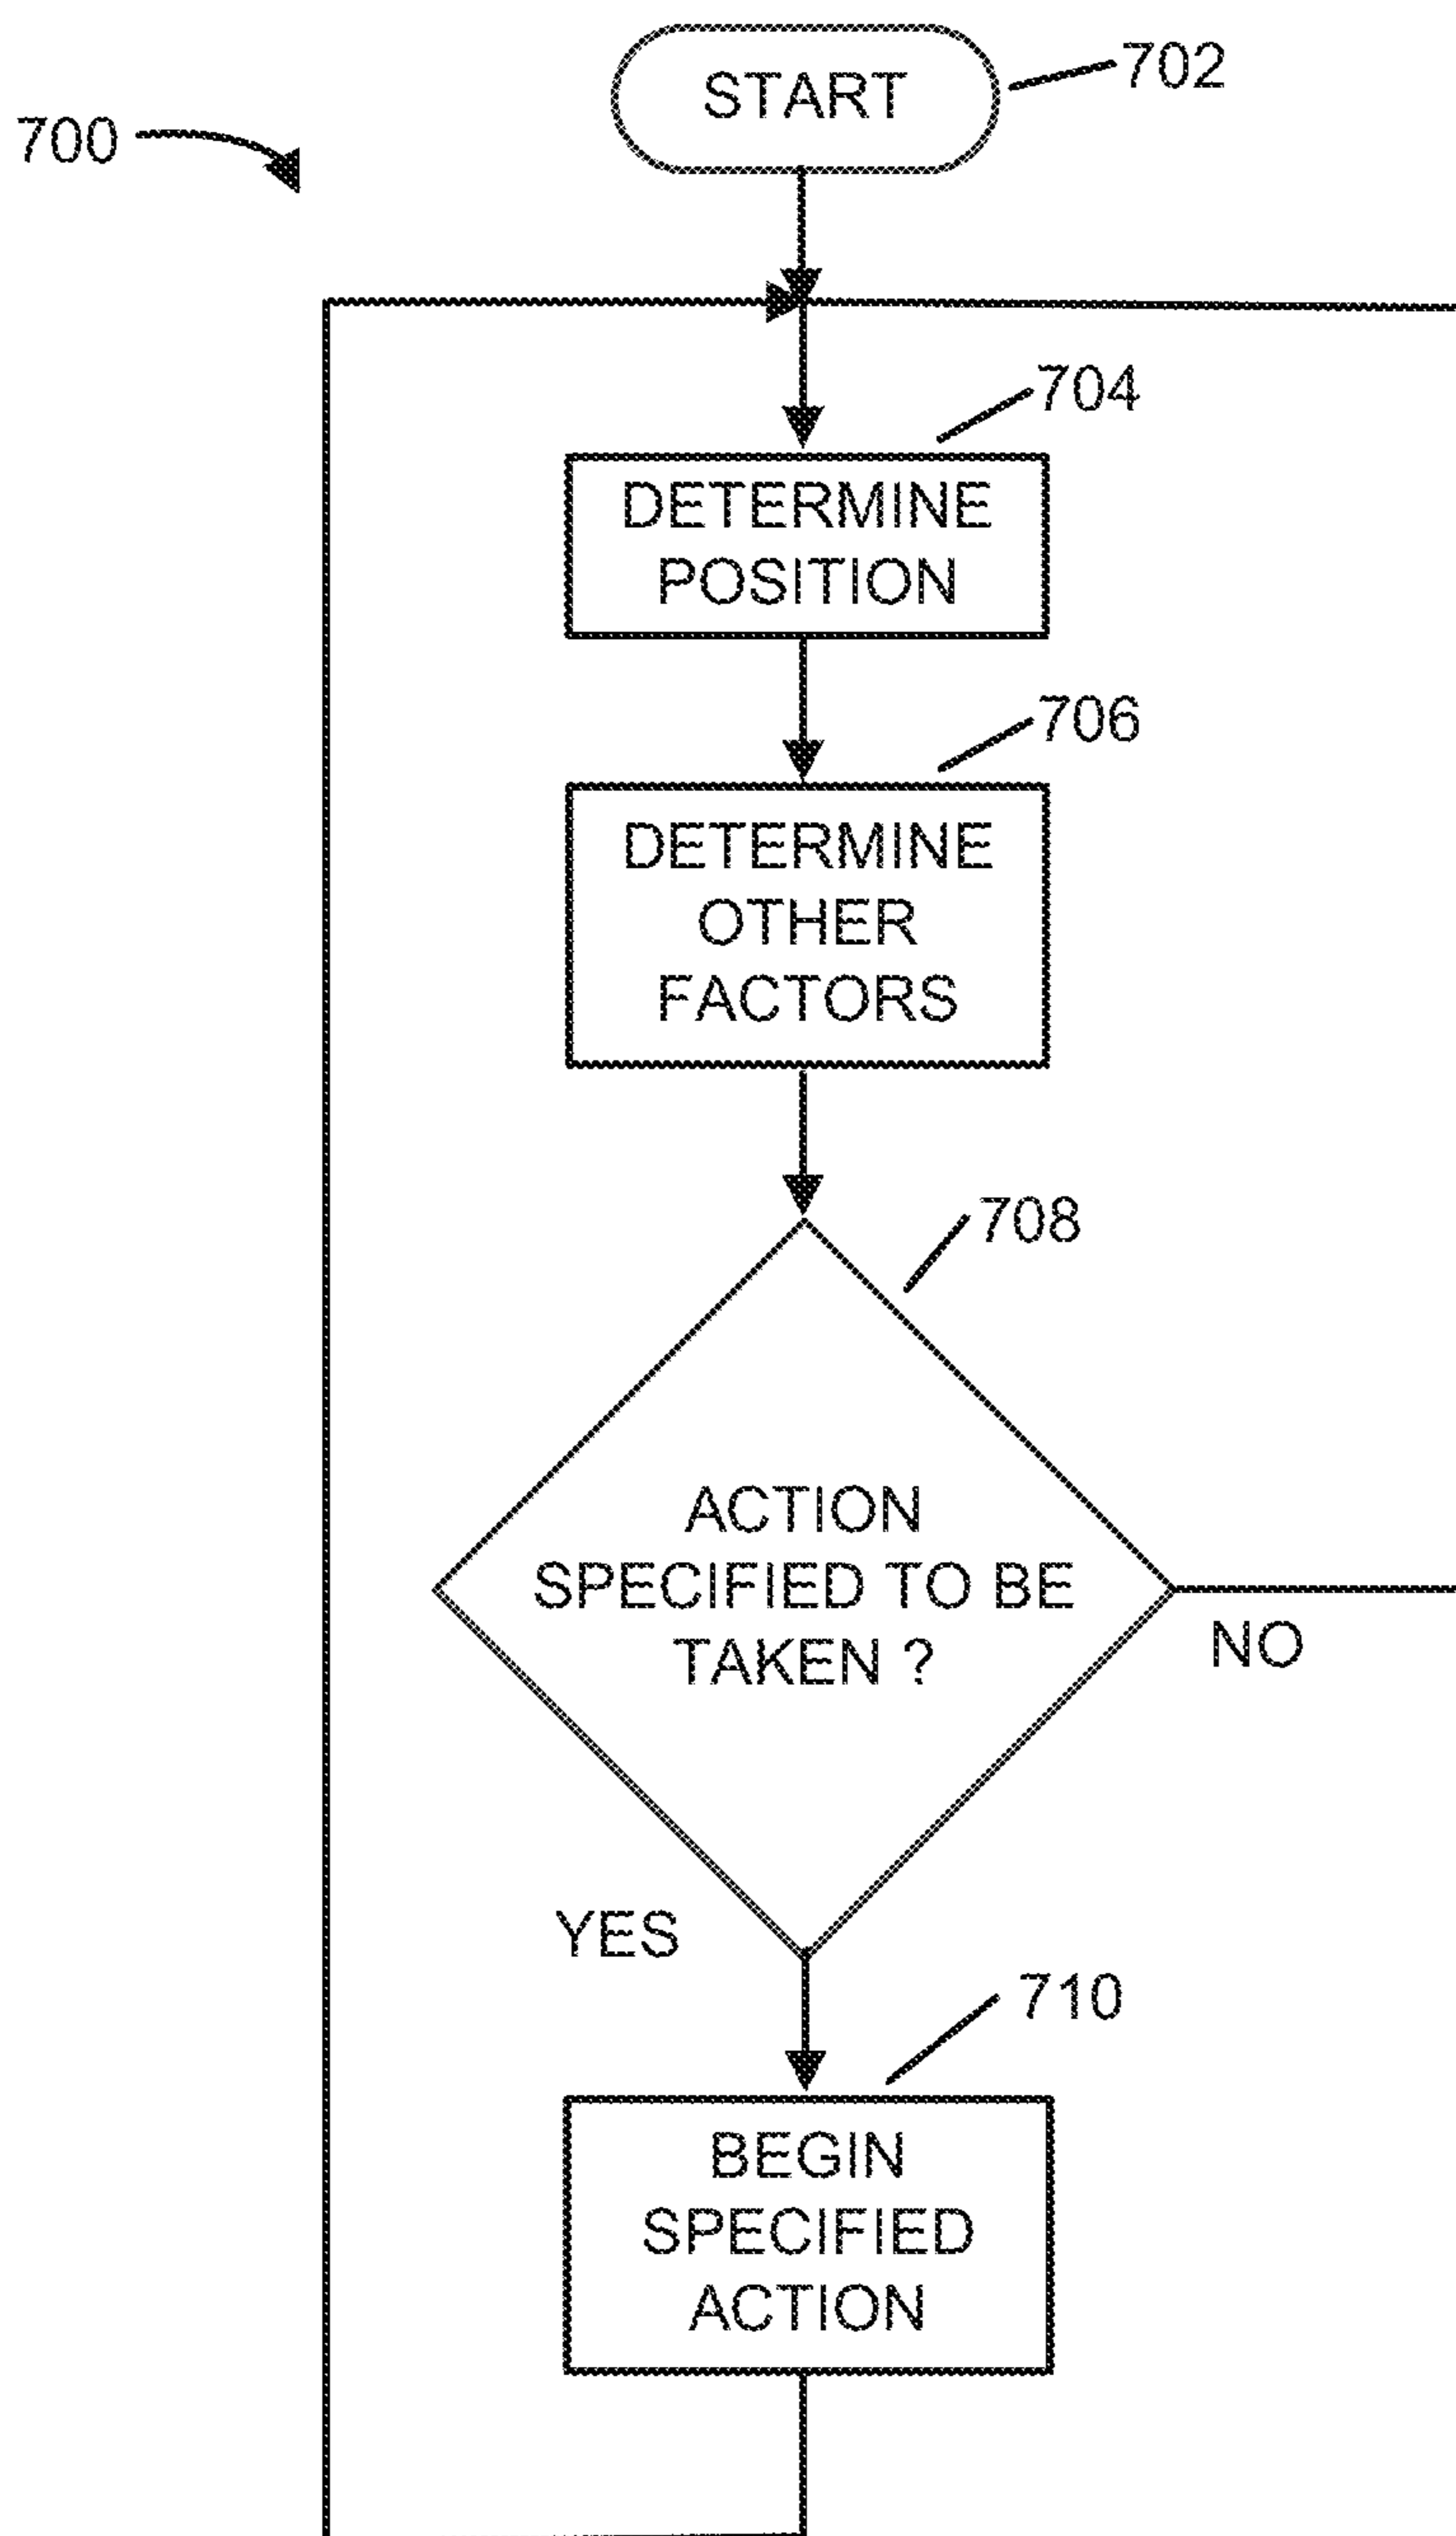 START
702
700
704
DETERMINE
POSITION
706
DETERMINE
OTHER
FACTORS
708
ACTION
SPECIFIED TO BE
TAKEN ?
NO
YES
710
BEGIN
SPECIFIED
ACTION